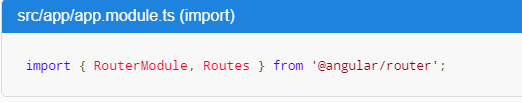 src/app/app.module.ts (import)
import { RouterModule, Routes } from '@angular/router';